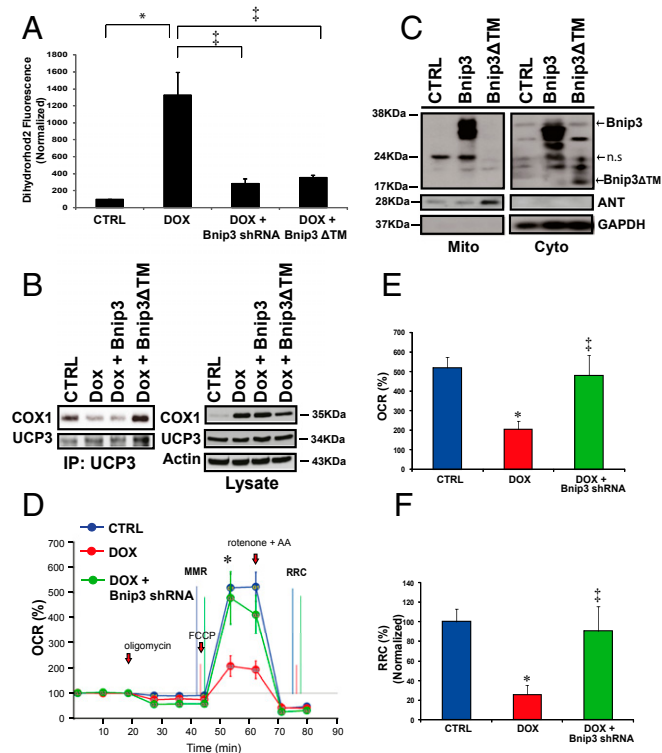 A
*
‡
‡
‡
‡
Dihydrorhod2 Fluorescence
(Normalized)
1600
1400
1200
1000
800
600
400
200
0
CTRL
DOX
DOX +
Bnip3 shRNA
DOX +
Bnip3 ΔTM
B
CTRL
Dox
Dox + Bnip3
Dox + Bnip3ΔTM
COX1
UCP3
IP: UCP3
CTRL
Dox
Dox + Bnip3
Dox + Bnip3ΔTM
COX1
UCP3
Actin
35KDa
34KDa
43KDa
Lysate
C
CTRL
Bnip3
Bnip3ΔTM
CTRL
Bnip3
Bnip3ΔTM
38KDa
24KDa
17KDa
28KDa
37KDa
←Bnip3
←n.s
←Bnip3ΔTM
ANT
GAPDH
Mito
Cyto
D
CTRL
DOX
DOX +
Bnip3 shRNA
OCR (%)
700
600
500
400
300
200
100
0
oligomycin
FCCP
MMR
*
rotenone + AA
RRC
0 10 20 30 40 50 60 70 80 90
Time (min)
E
OCR (%)
700
600
500
400
300
200
100
0
*
‡
‡
CTRL
DOX
DOX +
Bnip3 shRNA
F
RRC (%)
(Normalized)
140
120
100
80
60
40
20
0
*
‡
‡
CTRL
DOX
DOX +
Bnip3 shRNA